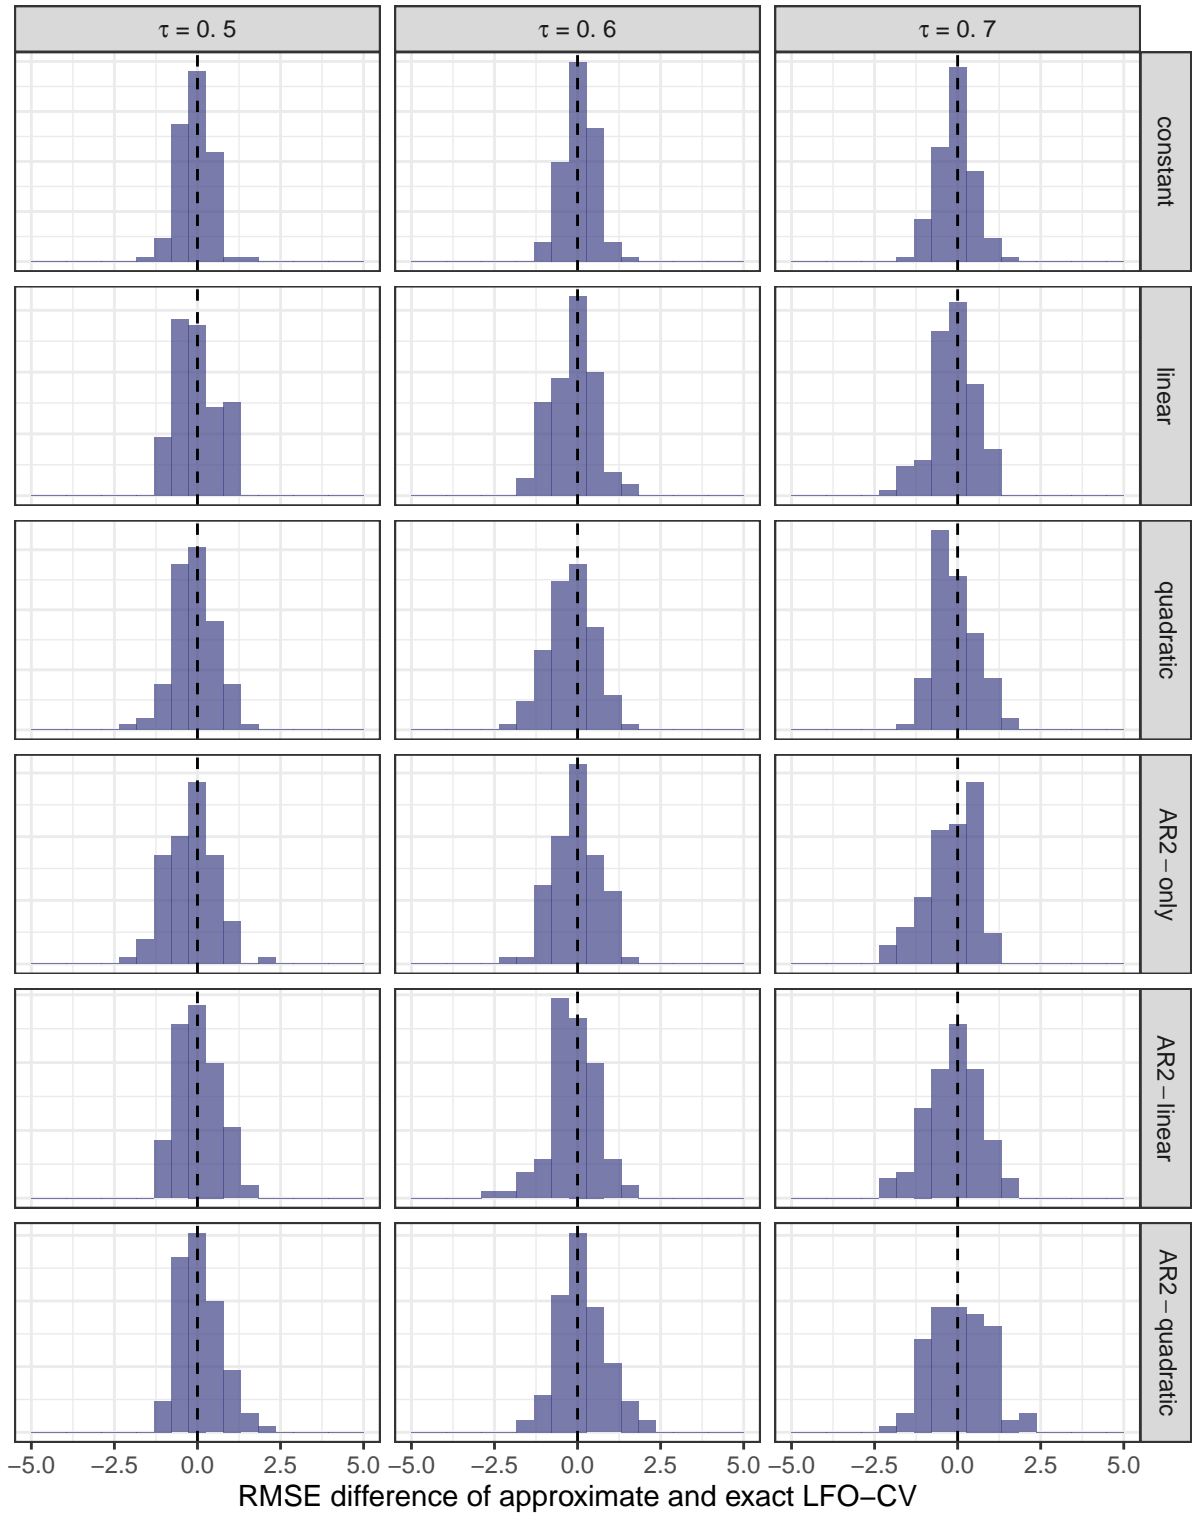 τ = 0. 5 τ = 0. 6 τ = 0. 7
constant
linear
quadratic
AR2 − only
AR2 − linear
AR2 − quadratic
−5.0 −2.5 0.0 2.5 5.0 −5.0 −2.5 0.0 2.5 5.0 −5.0 −2.5 0.0 2.5 5.0
RMSE difference of approximate and exact LFO−CV